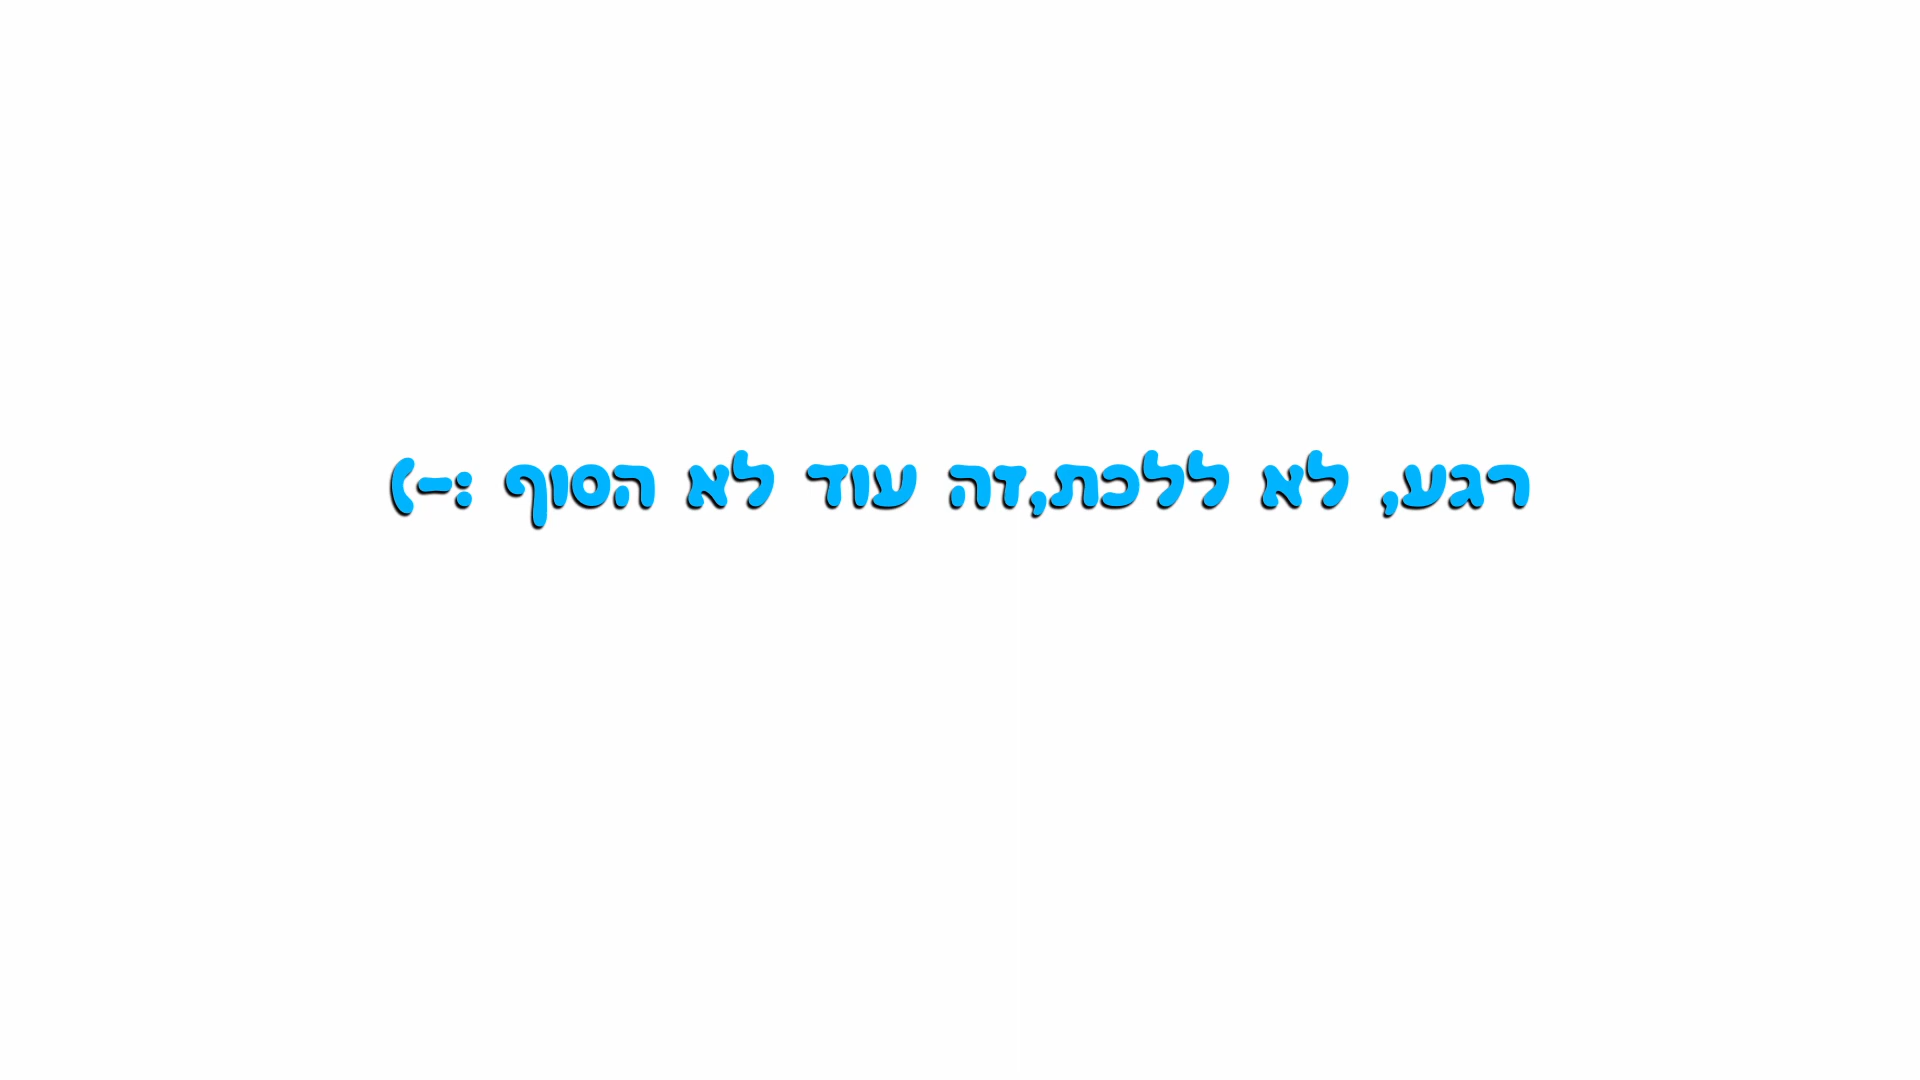 רגע, לא ללכת,זה עוד לא הסוף :-)